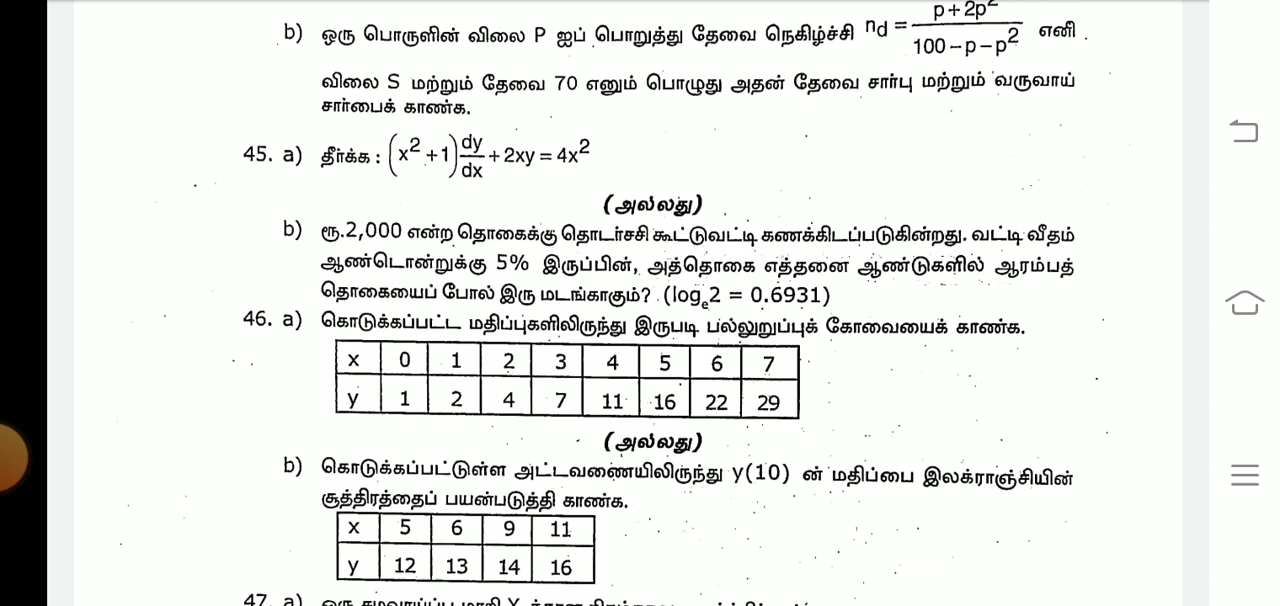 b) ஒரு பொருளின் விலை P ஐப் பொறுத்து தேவை நெகிழ்ச்சி nd = (p+2p²)/(100-p-p²) எனி
விலை S மற்றும் தேவை 70 எனும் பொழுது அதன் தேவை சார்பு மற்றும் வருவாய்
சார்பைக் காண்க.
45. a) தீர்க்க : (x²+1) dy/dx + 2xy = 4x²
(அல்லது)
b) ரூ.2,000 என்ற தொகைக்கு தொடர்சசி கூட்டுவட்டி கணக்கிடப்படுகின்றது. வட்டி வீதம்
ஆண்டொன்றுக்கு 5% இருப்பின், அத்தொகை எத்தனை ஆண்டுகளில் ஆரம்பத்
தொகையைப் போல் இரு மடங்காகும்? (logₑ2 = 0.6931)
46. a) கொடுக்கப்பட்ட மதிப்புகளிலிருந்து இருபடி பல்லுறுப்புக் கோவையைக் காண்க.
x 0 1 2 3 4 5 6 7
y 1 2 4 7 11 16 22 29
(அல்லது)
b) கொடுக்கப்பட்டுள்ள அட்டவணையிலிருந்து y(10) ன் மதிப்பை இலக்ராஞ்சியின்
சூத்திரத்தைப் பயன்படுத்தி காண்க.
x 5 6 9 11
y 12 13 14 16
47. a) ஒரு